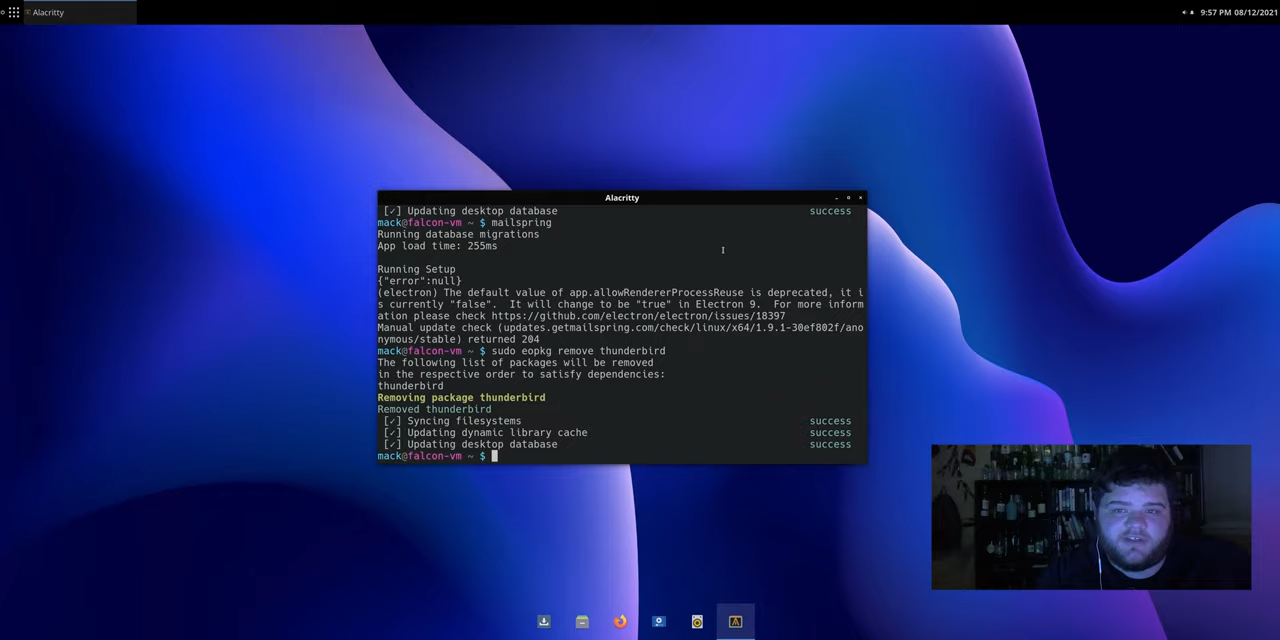 Alacritty
9:57 PM 08/12/2021
Alacritty
[✓] Updating desktop database success
mack@falcon-vm ~ $ mailspring
Running database migrations
App load time: 255ms
Running Setup
{"error":null}
(electron) The default value of app.allowRendererProcessReuse is deprecated, it i
s currently "false".  It will change to be "true" in Electron 9.  For more inform
ation please check https://github.com/electron/electron/issues/18397
Manual update check (updates.getmailspring.com/check/linux/x64/1.9.1-30ef802f/ano
nymous/stable) returned 204
mack@falcon-vm ~ $ sudo eopkg remove thunderbird
The following list of packages will be removed
in the respective order to satisfy dependencies:
thunderbird
Removing package thunderbird
Removed thunderbird
[✓] Syncing filesystems success
[✓] Updating dynamic library cache success
[✓] Updating desktop database success
mack@falcon-vm ~ $